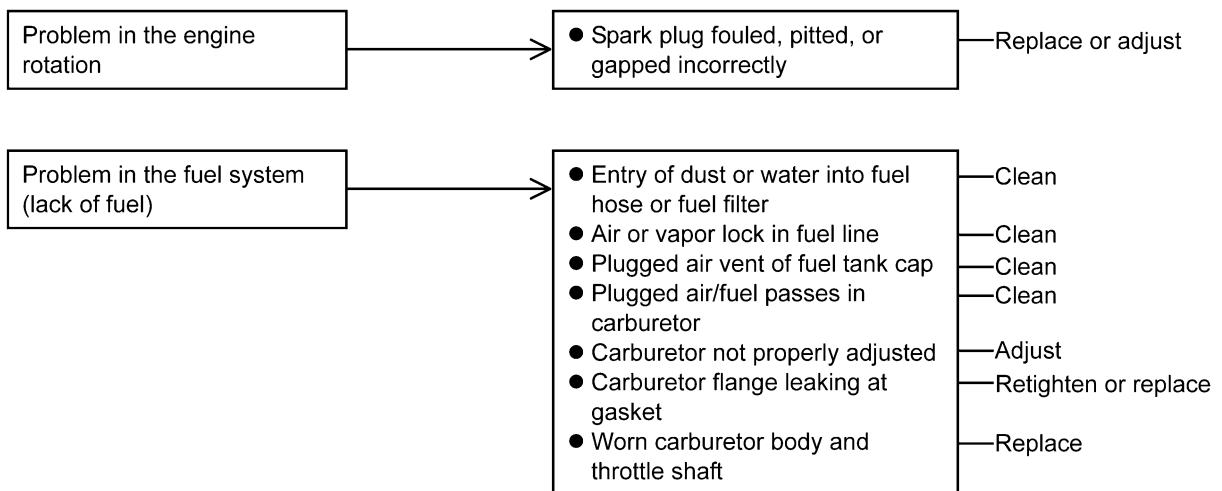 Problem in the engine
rotation
● Spark plug fouled, pitted, or
gapped incorrectly
Replace or adjust
Problem in the fuel system
(lack of fuel)
● Entry of dust or water into fuel
hose or fuel filter
Clean
● Air or vapor lock in fuel line
Clean
● Plugged air vent of fuel tank cap
Clean
● Plugged air/fuel passes in
carburetor
Clean
● Carburetor not properly adjusted
Adjust
● Carburetor flange leaking at
gasket
Retighten or replace
● Worn carburetor body and
throttle shaft
Replace